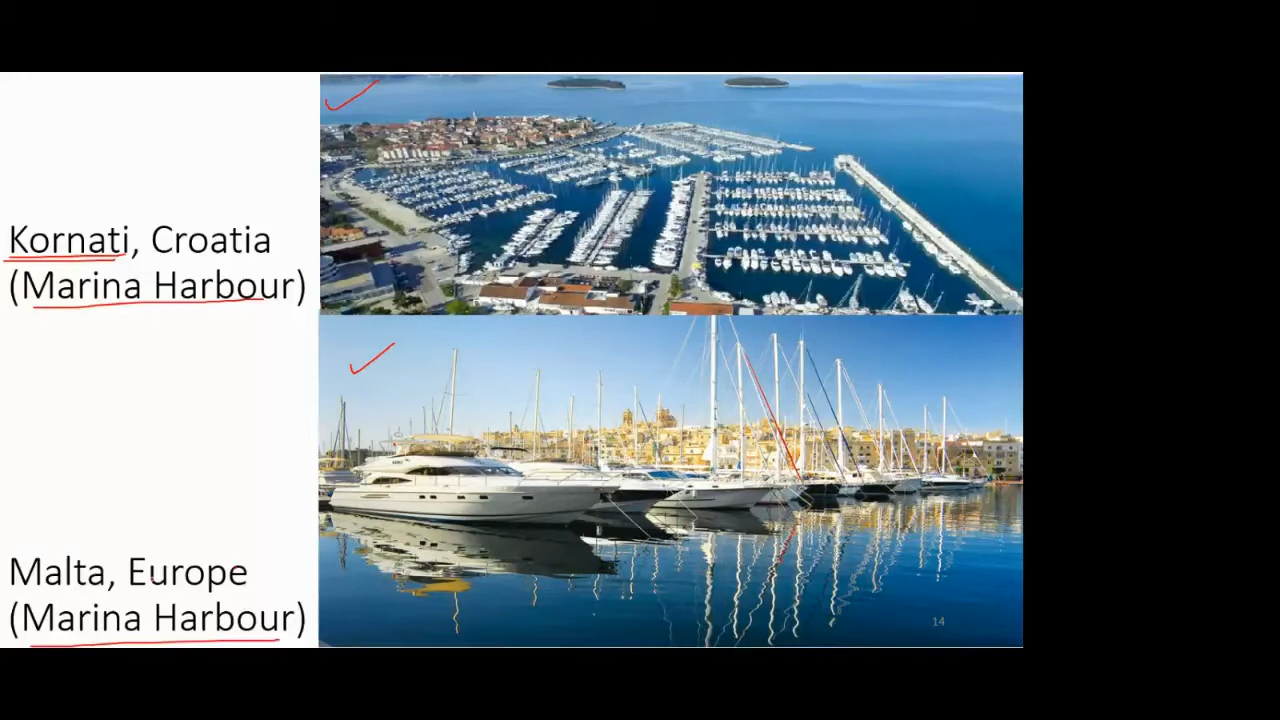 Kornati, Croatia
(Marina Harbour)
Malta, Europe
(Marina Harbour)
14